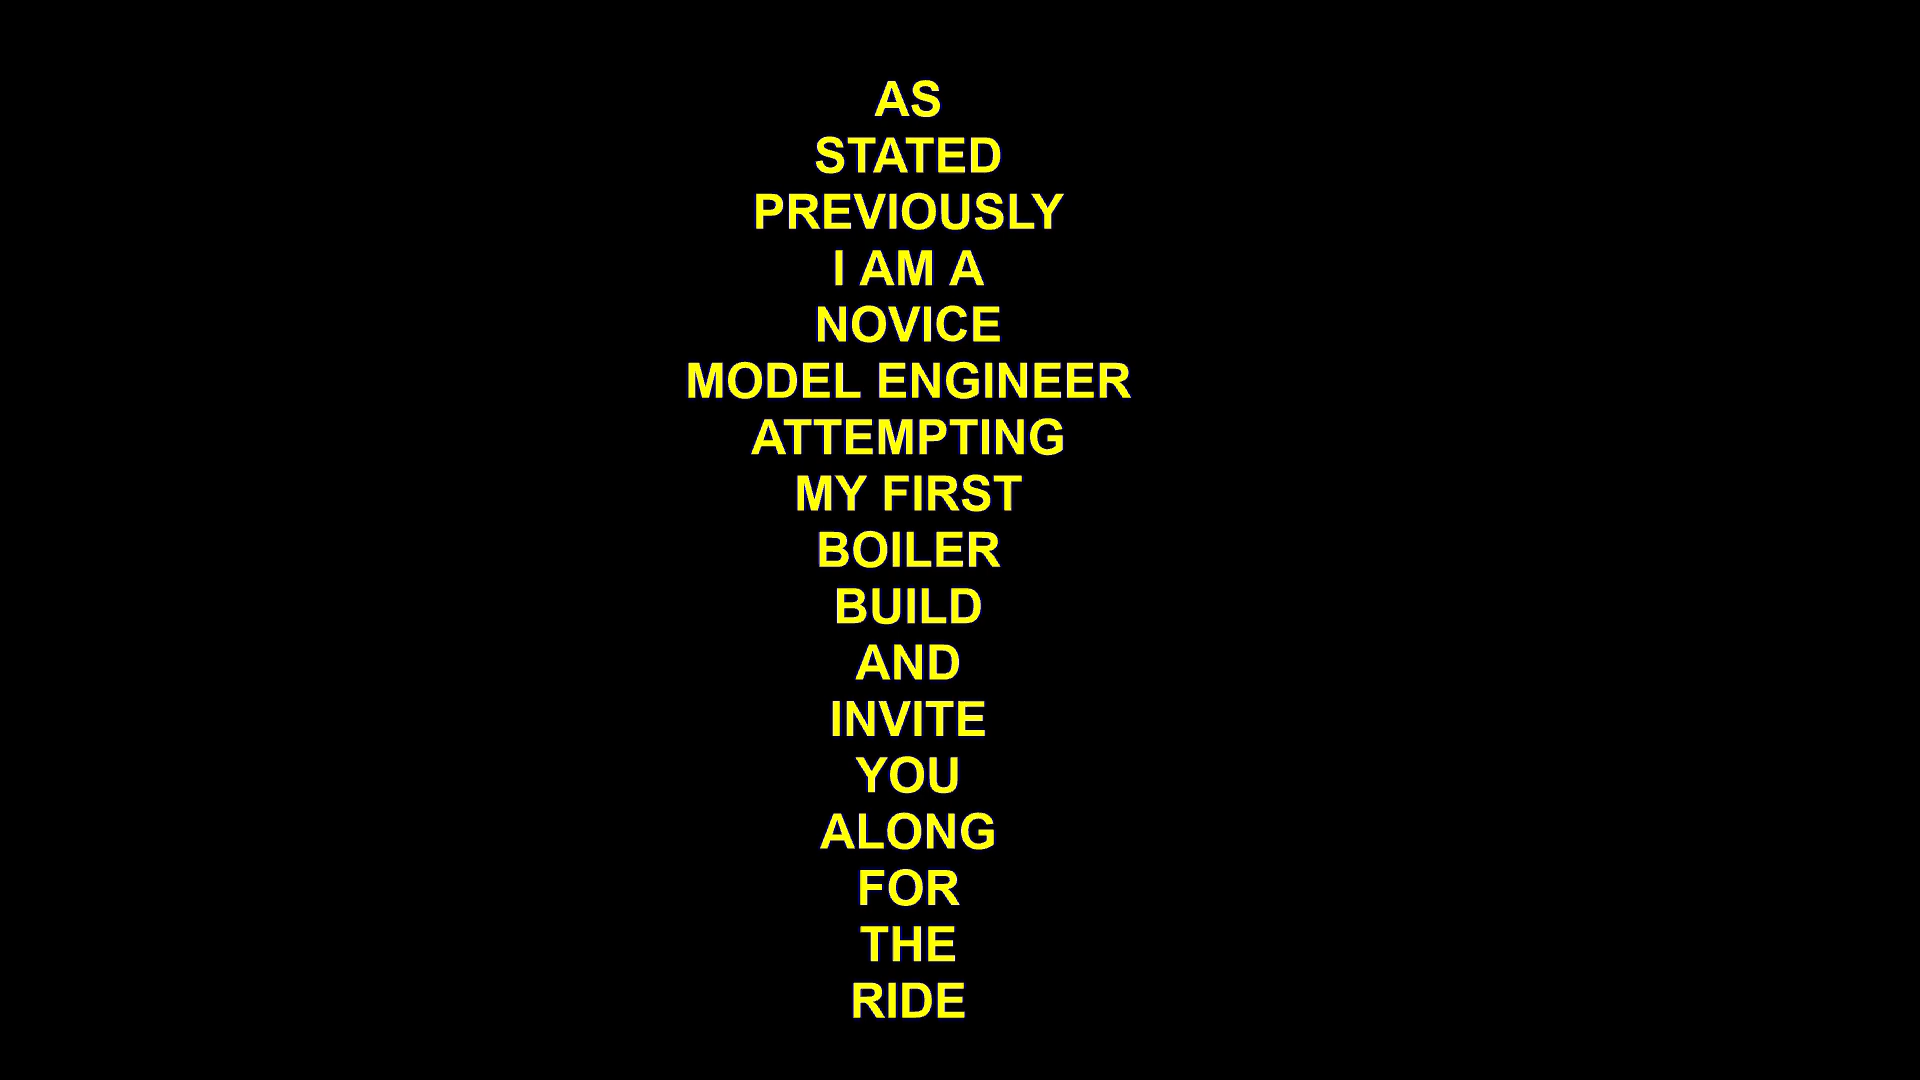 AS
STATED
PREVIOUSLY
I AM A
NOVICE
MODEL ENGINEER
ATTEMPTING
MY FIRST
BOILER
BUILD
AND
INVITE
YOU
ALONG
FOR
THE
RIDE